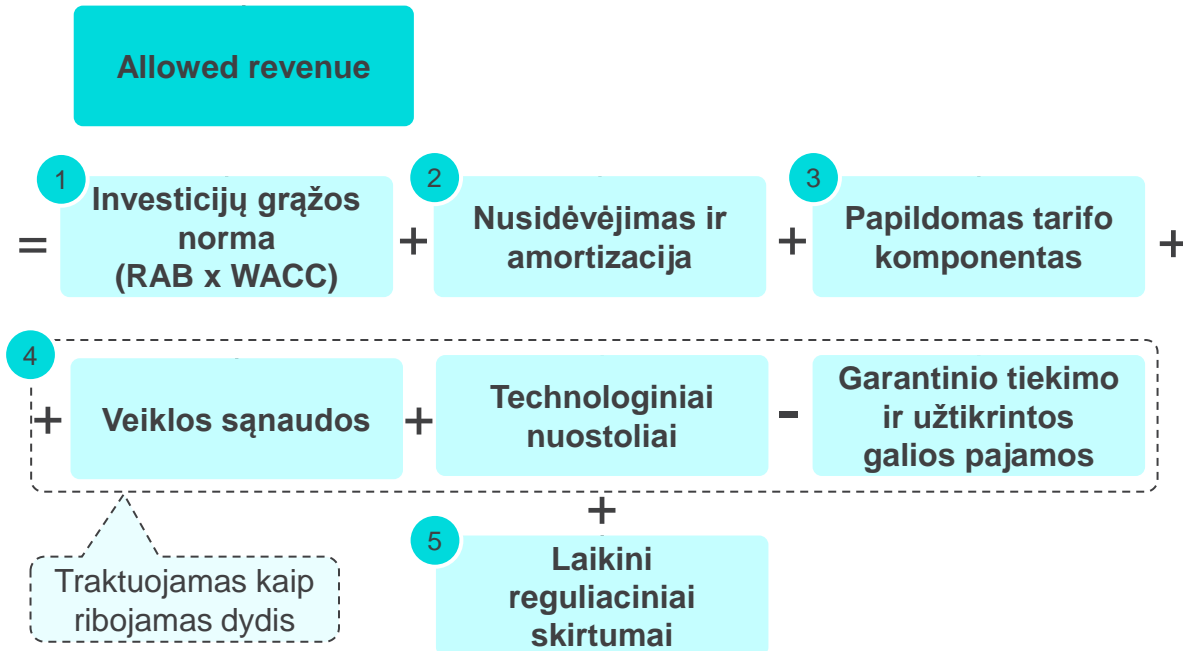 Allowed revenue
1
Investicijų grąžos
norma
(RAB x WACC)
2
Nusidėvėjimas ir
amortizacija
3
Papildomas tarifo
komponentas
=
+
+
+
4
+
Veiklos sąnaudos
+
Technologiniai
nuostoliai
-
Garantinio tiekimo
ir užtikrintos
galios pajamos
+
5
Laikini
reguliaciniai
skirtumai
Traktuojamas kaip
ribojamas dydis